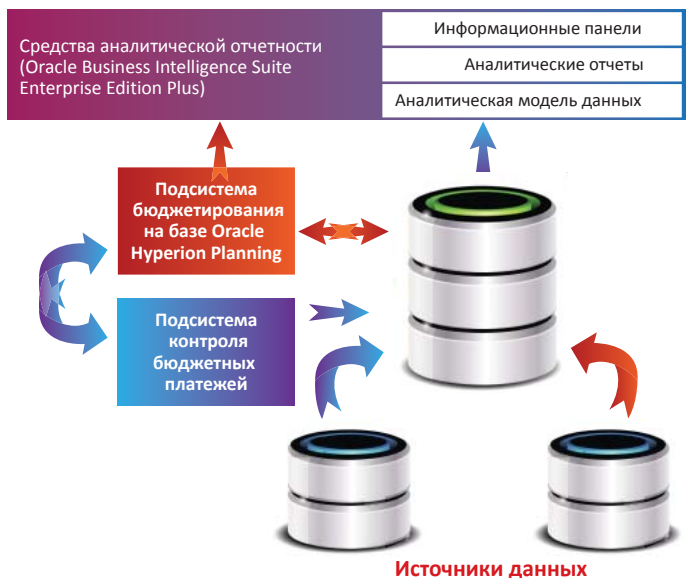 Средства аналитической отчетности
(Oracle Business Intelligence Suite
Enterprise Edition Plus)
Информационные панели
Аналитические отчеты
Аналитическая модель данных
Подсистема
бюджетирования
на базе Oracle
Hyperion Planning
Подсистема
контроля
бюджетных
платежей
Источники данных